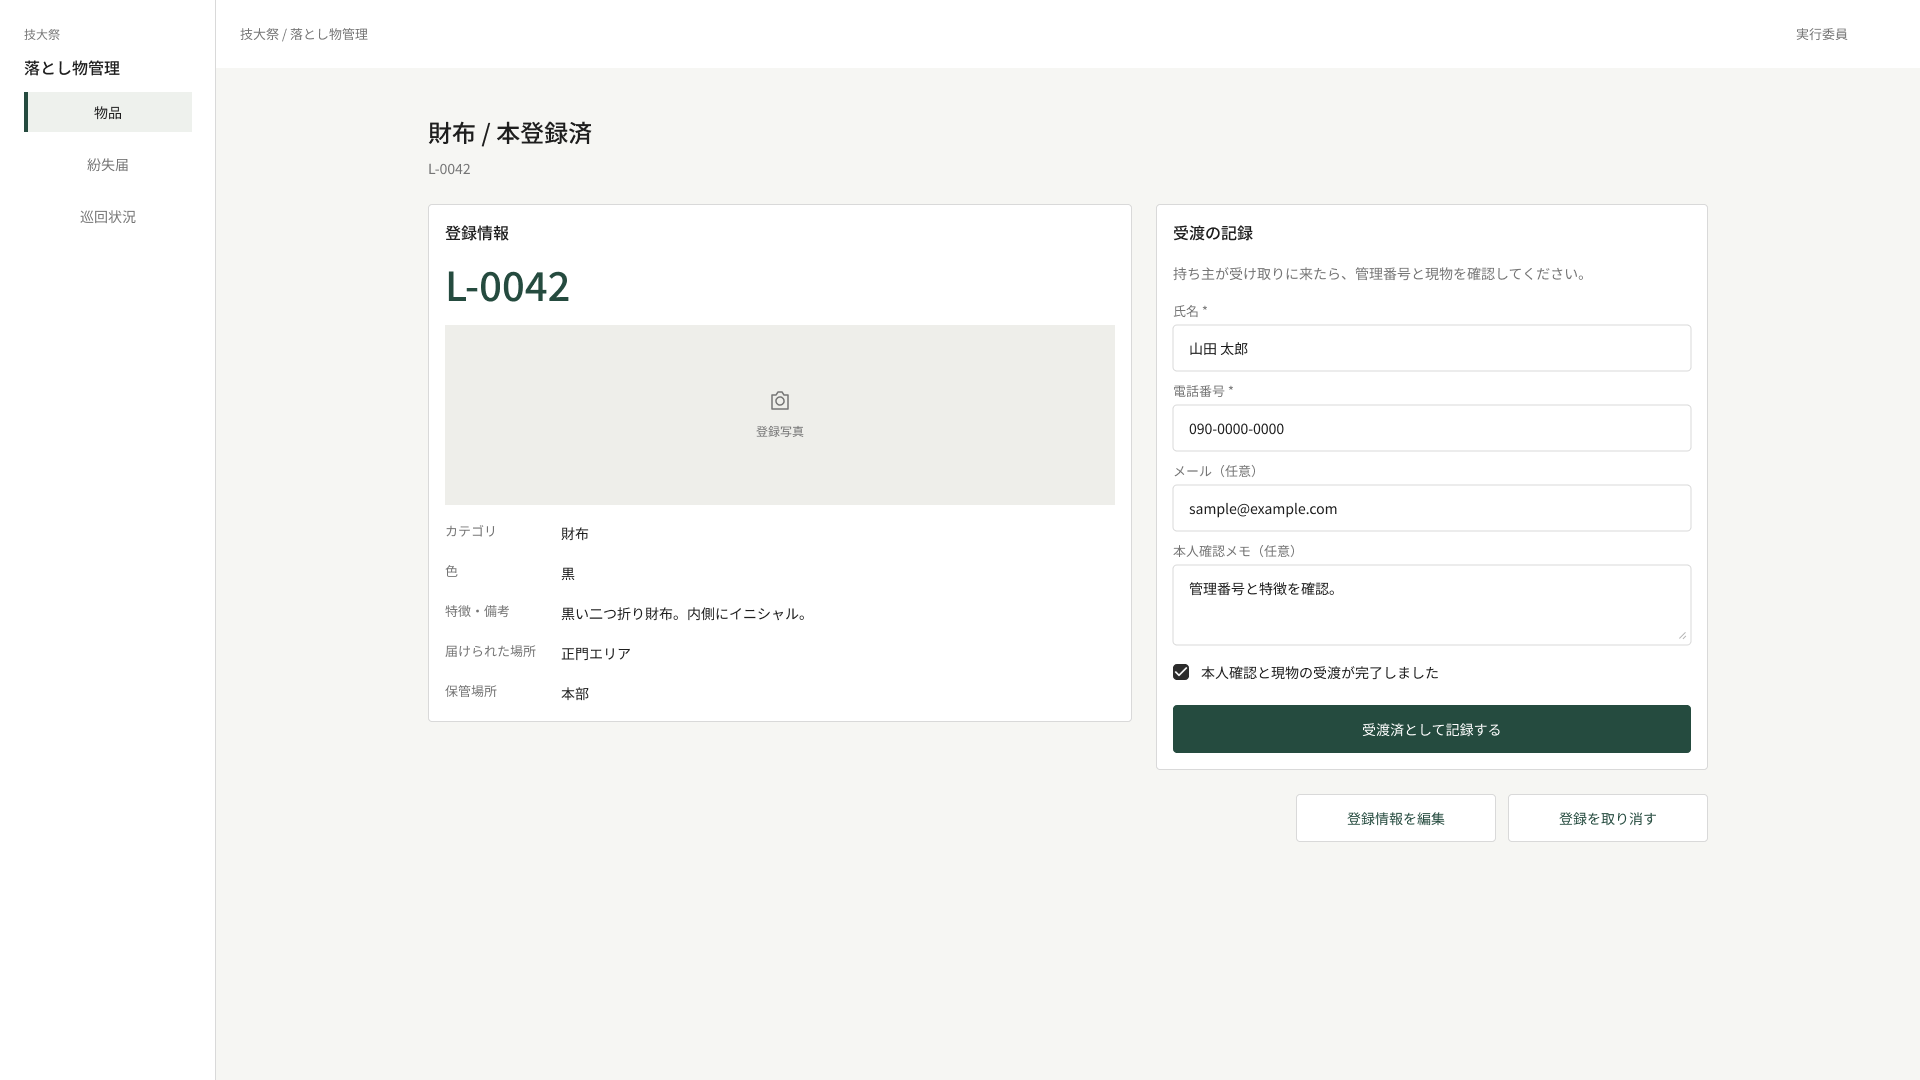 技大祭
落とし物管理
物品
紛失届
巡回状況
技大祭 / 落とし物管理
実行委員
財布 / 本登録済
L-0042
登録情報
L-0042
登録写真
カテゴリ 財布
色 黒
特徴・備考 黒い二つ折り財布。内側にイニシャル。
届けられた場所 正門エリア
保管場所 本部
受渡の記録
持ち主が受け取りに来たら、管理番号と現物を確認してください。
氏名 *
山田 太郎
電話番号 *
090-0000-0000
メール（任意）
sample@example.com
本人確認メモ（任意）
管理番号と特徴を確認。
本人確認と現物の受渡が完了しました
受渡済として記録する
登録情報を編集
登録を取り消す